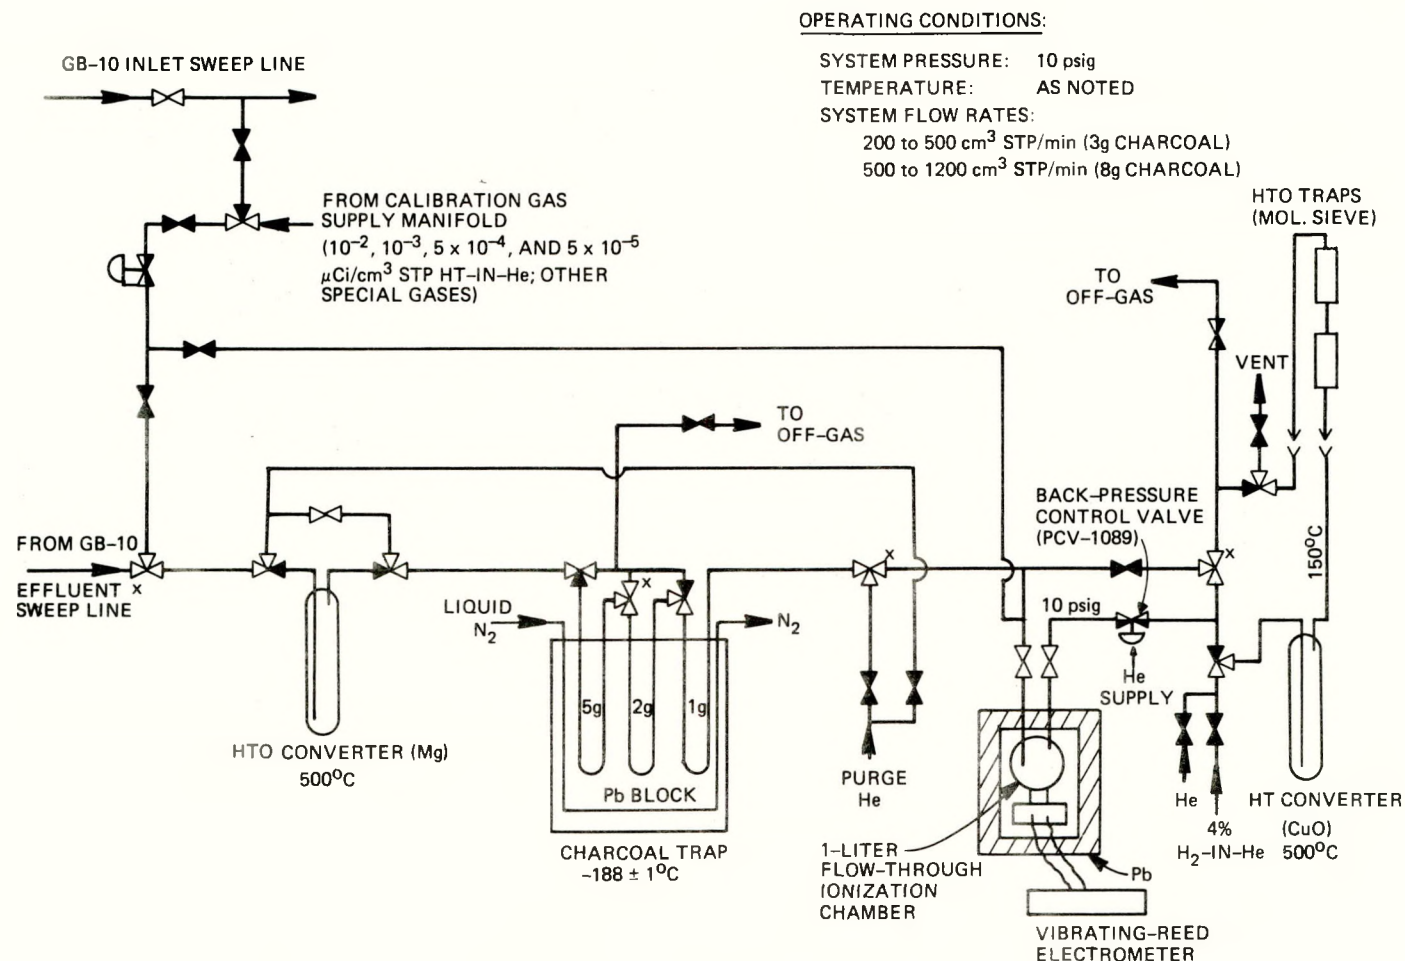 OPERATING CONDITIONS:
SYSTEM PRESSURE: 10 psig
TEMPERATURE: AS NOTED
SYSTEM FLOW RATES:
200 to 500 cm³ STP/min (3g CHARCOAL)
500 to 1200 cm³ STP/min (8g CHARCOAL)
GB-10 INLET SWEEP LINE
FROM CALIBRATION GAS
SUPPLY MANIFOLD
(10⁻², 10⁻³, 5 x 10⁻⁴, AND 5 x 10⁻⁵
μCi/cm³ STP HT-IN-He; OTHER
SPECIAL GASES)
HTO TRAPS
(MOL. SIEVE)
TO
OFF-GAS
VENT
TO
OFF-GAS
BACK-PRESSURE
CONTROL VALVE
(PCV-1089)
150°C
FROM GB-10
EFFLUENT x
SWEEP LINE
x
x
x
LIQUID
N₂
N₂
10 psig
He
SUPPLY
5g
2g
1g
HTO CONVERTER (Mg)
500°C
Pb BLOCK
CHARCOAL TRAP
-188 ± 1°C
PURGE
He
He
4%
H₂-IN-He
HT CONVERTER
(CuO)
500°C
1-LITER
FLOW-THROUGH
IONIZATION
CHAMBER
Pb
VIBRATING-REED
ELECTROMETER